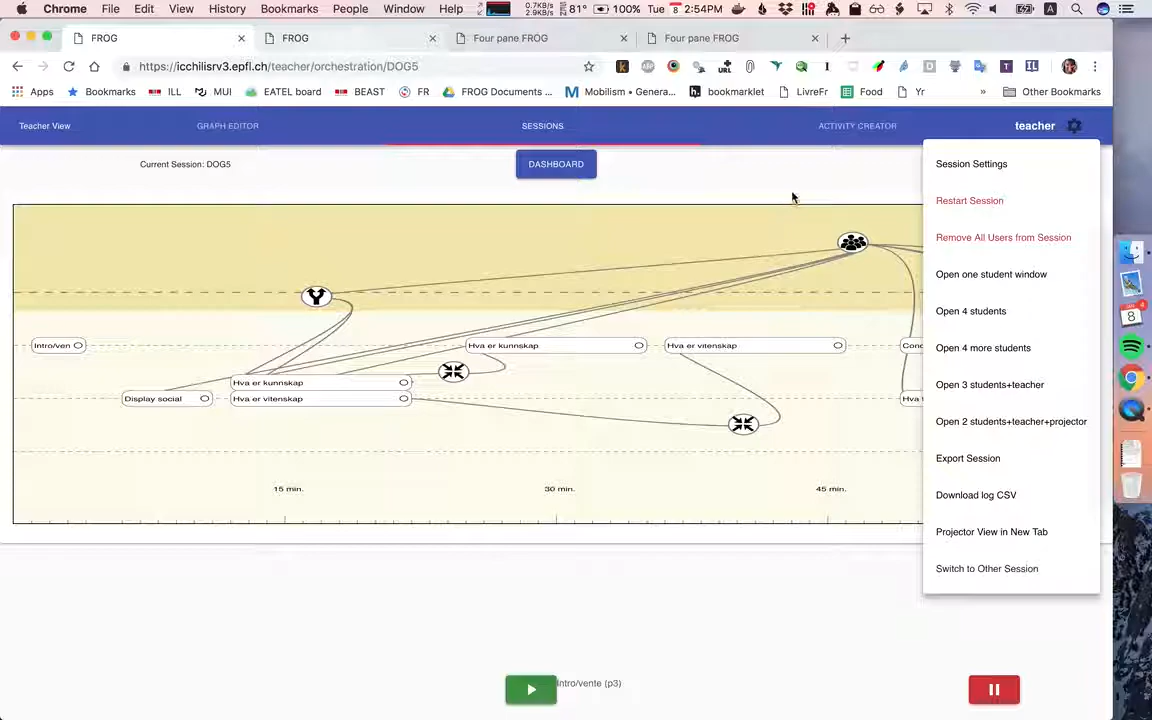 Chrome File Edit View History Bookmarks People Window Help 0.7KB/s 2.9KB/s 81° 100% Tue 8 2:54PM
FROG FROG Four pane FROG Four pane FROG
https://icchilisrv3.epfl.ch/teacher/orchestration/DOG5
Apps Bookmarks ILL MUI EATEL board BEAST FR FROG Documents ... Mobilism • Genera... bookmarklet LivreFr Food Yr » Other Bookmarks
Teacher View GRAPH EDITOR SESSIONS ACTIVITY CREATOR teacher
Current Session: DOG5 DASHBOARD
Session Settings
Restart Session
Remove All Users from Session
Open one student window
Open 4 students
Open 4 more students
Open 3 students+teacher
Open 2 students+teacher+projector
Export Session
Download log CSV
Projector View in New Tab
Switch to Other Session
Intro/ven Hva er kunnskap Hva er vitenskap Conc
Hva er kunnskap
Display social Hva er vitenskap Hva
15 min. 30 min. 45 min.
Intro/vente (p3)